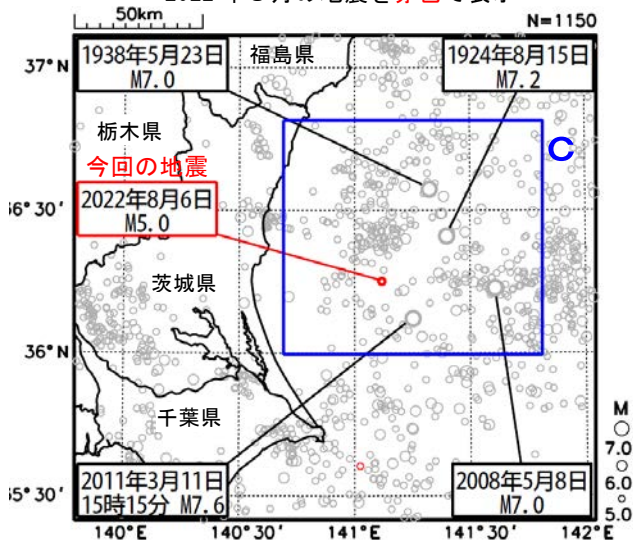 50km
N=1150
37°N
1938年5月23日
M7.0
福島県
1924年8月15日
M7.2
栃木県
C
今回の地震
2022年8月6日
M5.0
茨城県
36°N
千葉県
M
7.0
6.0
5.0
2011年3月11日
15時15分 M7.6
2008年5月8日
M7.0
140°E
140°30′
141°E
141°30′
142°E